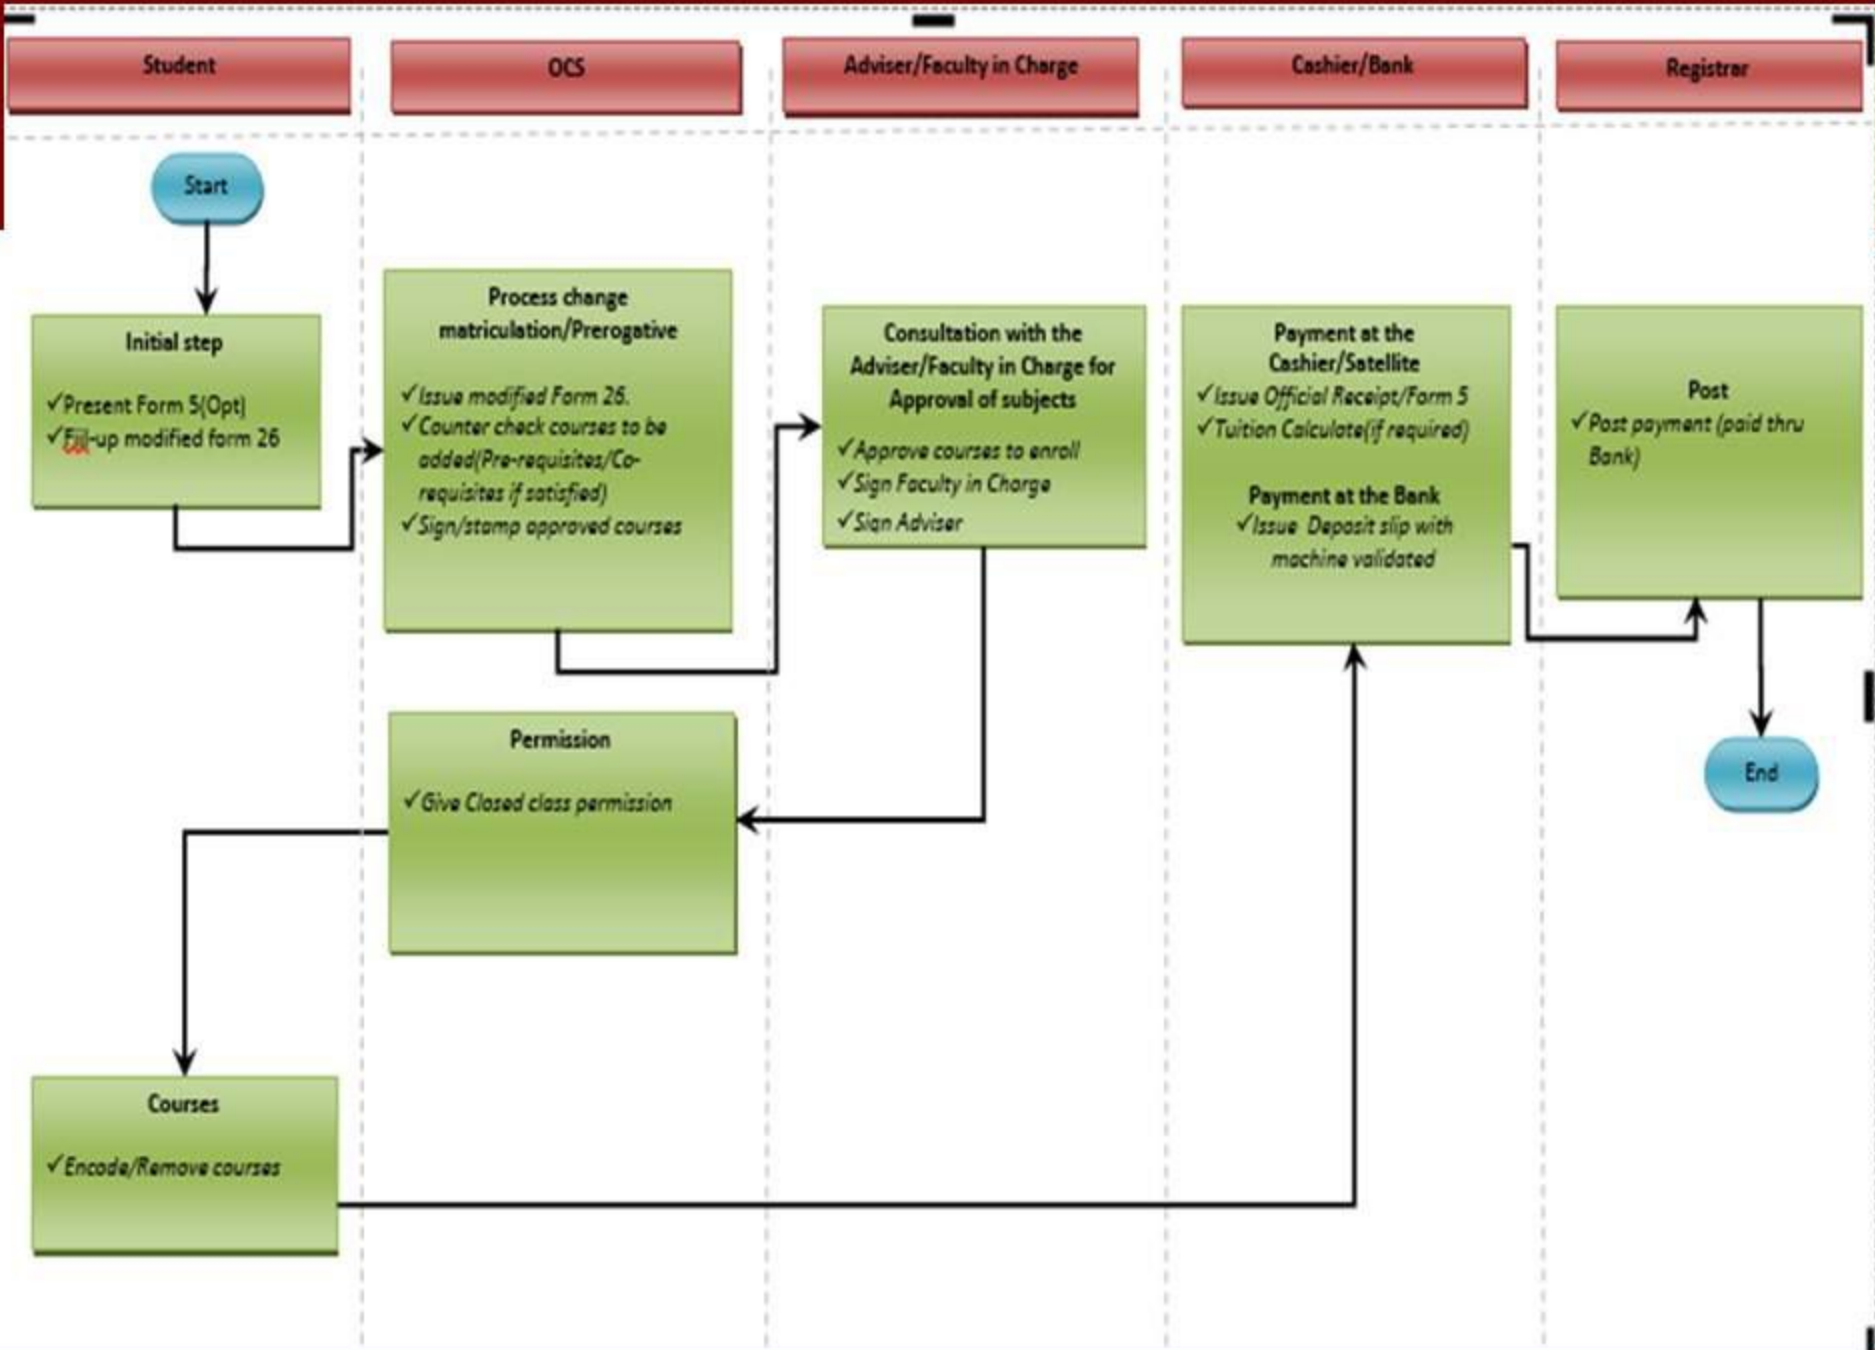 Student
OCS
Adviser/Faculty in Charge
Cashier/Bank
Registrar
Start
Initial step
✓Present Form 5(Opt)
✓Fill-up modified form 26
Process change
matriculation/Prerogative
✓Issue modified Form 26.
✓Counter check courses to be
added(Pre-requisites/Co-
requisites if satisfied)
✓Sign/stamp approved courses
Consultation with the
Adviser/Faculty in Charge for
Approval of subjects
✓Approve courses to enroll
✓Sign Faculty in Charge
✓Sign Adviser
Payment at the
Cashier/Satellite
✓Issue Official Receipt/Form 5
✓Tuition Calculate(if required)
Payment at the Bank
✓Issue Deposit slip with
machine validated
Post
✓Post payment (paid thru
Bank)
Permission
✓Give Closed class permission
End
Courses
✓Encode/Remove courses